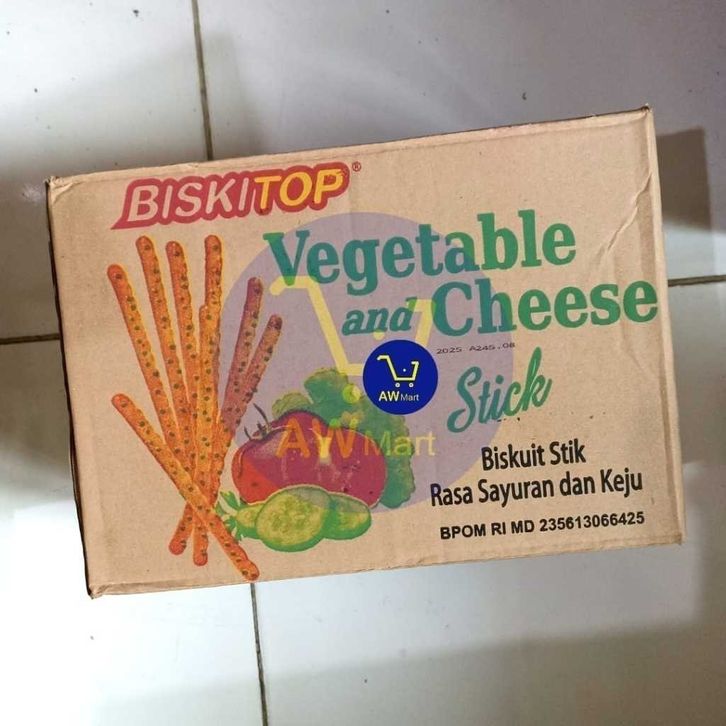 BISKITOP®
Vegetable
and Cheese
2025 A245.08
AW Mart
Stick
AW Mart
Biskuit Stik
Rasa Sayuran dan Keju
BPOM RI MD 235613066425